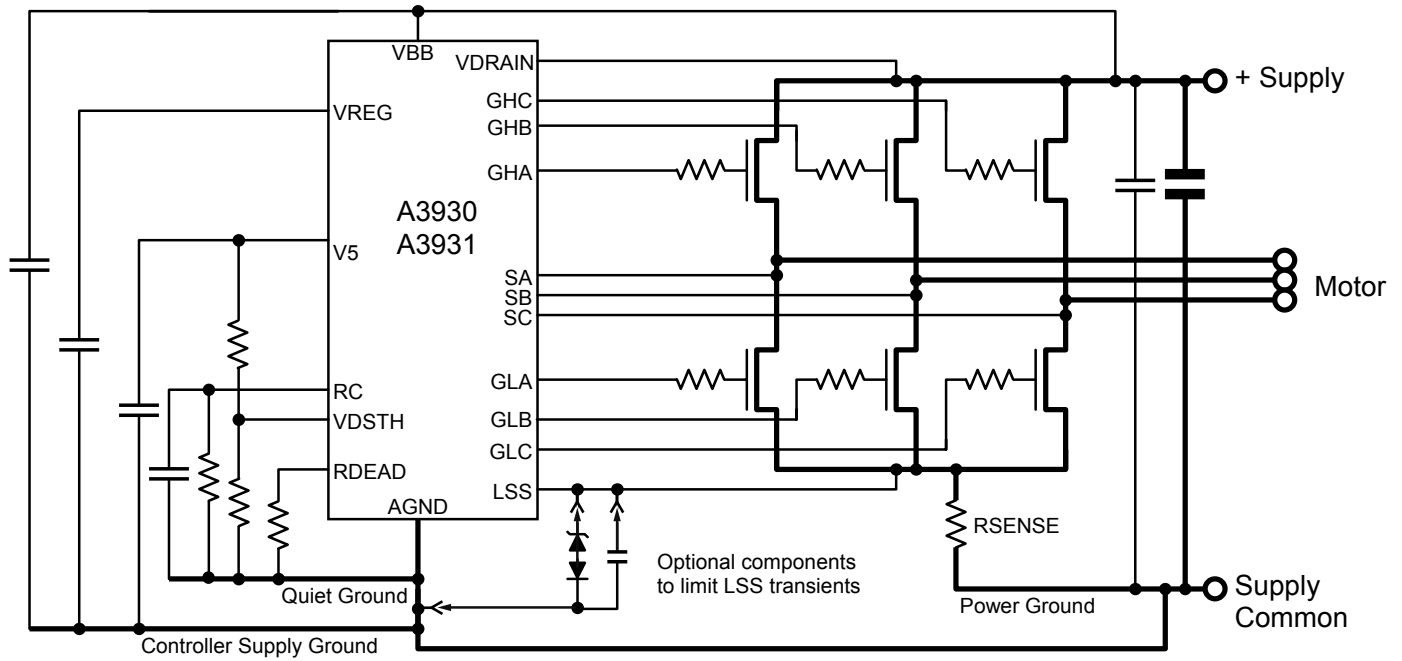 VBB
VDRAIN
+ Supply
VREG
GHC
GHB
GHA
A3930
A3931
V5
SA
SB
SC
Motor
GLA
RC
VDSTH
GLB
GLC
RDEAD
LSS
AGND
RSENSE
Optional components
to limit LSS transients
Quiet Ground
Power Ground
Supply
Common
Controller Supply Ground